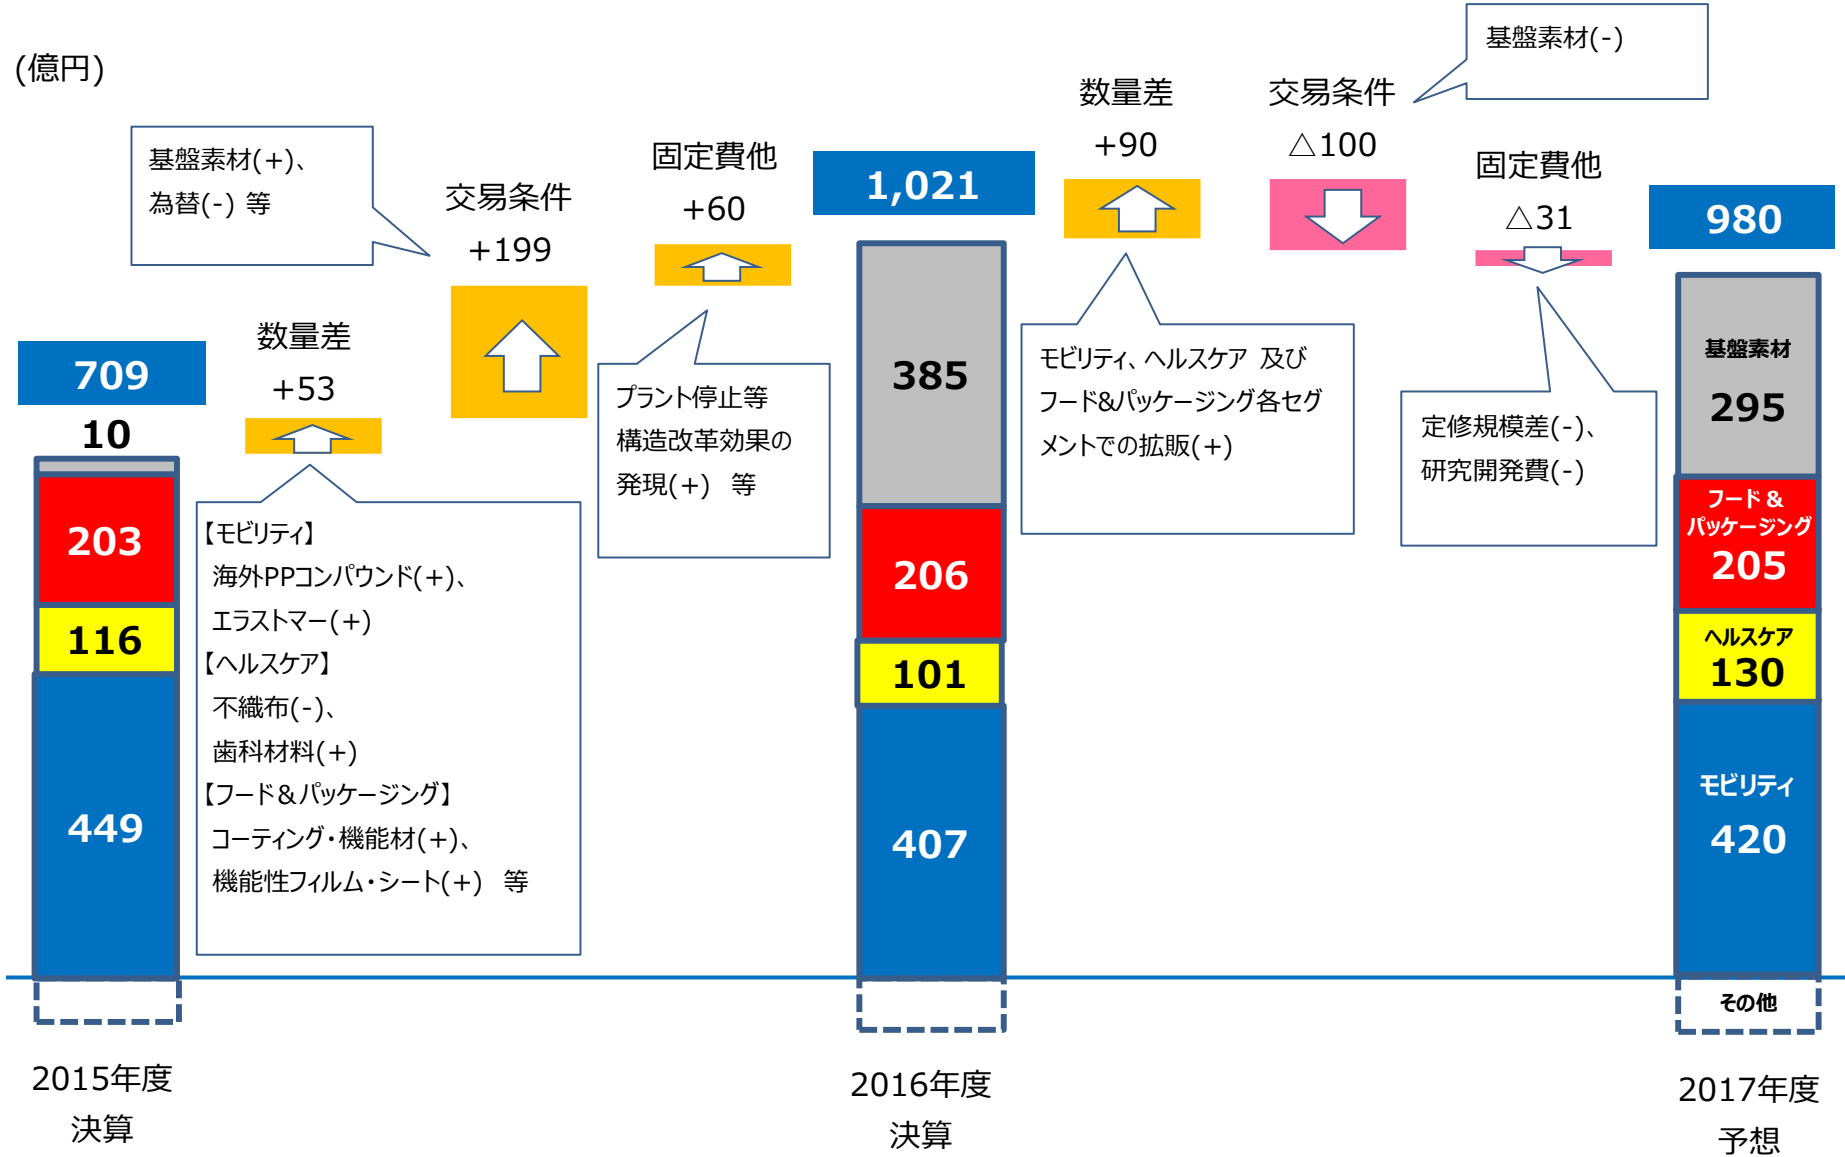 (億円)
709
10
203
116
449
2015年度
決算
数量差
+53
【モビリティ】
海外PPコンパウンド(+)、
エラストマー(+)
【ヘルスケア】
不織布(-)、
歯科材料(+)
【フード＆パッケージング】
コーティング・機能材(+)、
機能性フィルム・シート(+) 等
基盤素材(+)、
為替(-) 等
交易条件
+199
固定費他
+60
プラント停止等
構造改革効果の
発現(+) 等
1,021
385
206
101
407
2016年度
決算
数量差
+90
モビリティ、ヘルスケア 及び
フード&パッケージング各セグ
メントでの拡販(+)
交易条件
△100
基盤素材(-)
固定費他
△31
定修規模差(-)、
研究開発費(-)
980
基盤素材
295
フード＆
パッケージング
205
ヘルスケア
130
モビリティ
420
その他
2017年度
予想